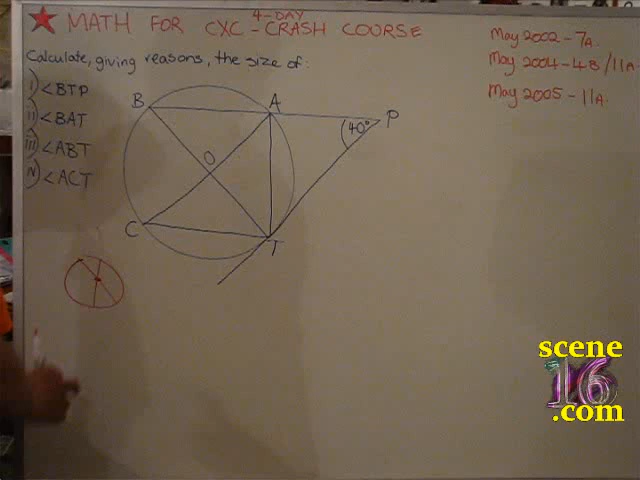 4-DAY
★ MATH FOR CXC - CRASH COURSE
Calculate, giving reasons, the size of:
i) <BTP
ii) <BAT
iii) <ABT
iv) <ACT
B
A
P
40°
O
C
T
May 2002 - 7A.
May 2004 - 4B / 11A
May 2005 - 11A.
scene
16
.com